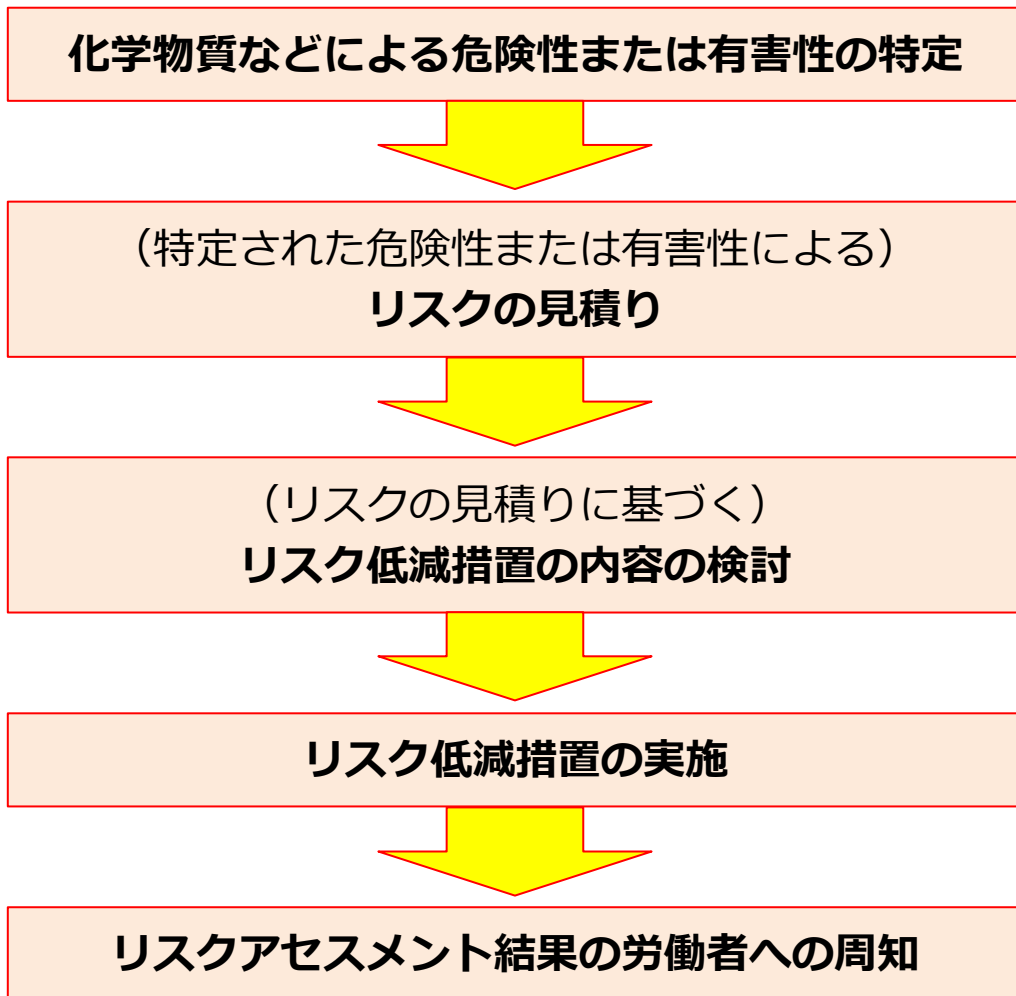 化学物質などによる危険性または有害性の特定
（特定された危険性または有害性による）
リスクの見積り
（リスクの見積りに基づく）
リスク低減措置の内容の検討
リスク低減措置の実施
リスクアセスメント結果の労働者への周知